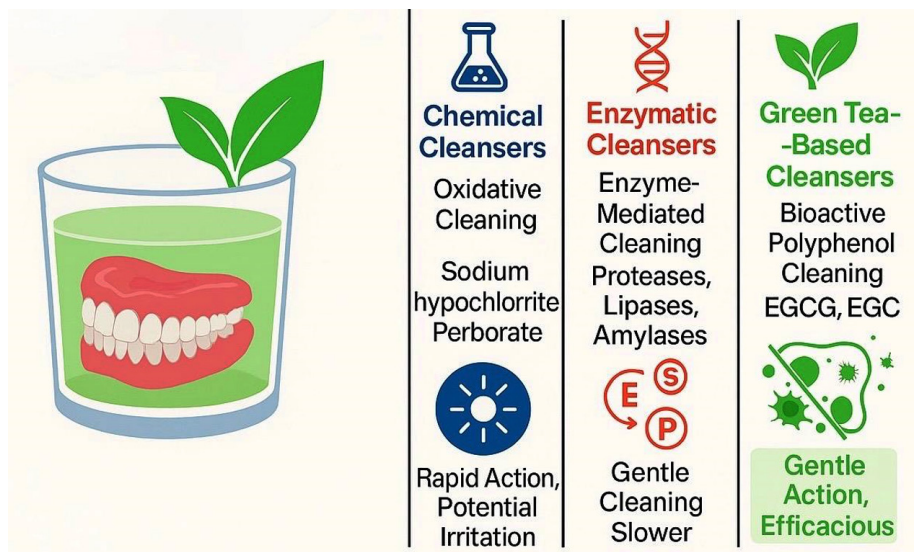 Chemical
Cleansers
Oxidative
Cleaning
Sodium
hypochlorrite
Perborate
Rapid Action,
Potential
Irritation
Enzymatic
Cleansers
Enzyme-
Mediated
Cleaning
Proteases,
Lipases,
Amylases
E
S
P
Gentle
Cleaning
Slower
Green Tea-
-Based
Cleansers
Bioactive
Polyphenol
Cleaning
EGCG, EGC
Gentle
Action,
Efficacious